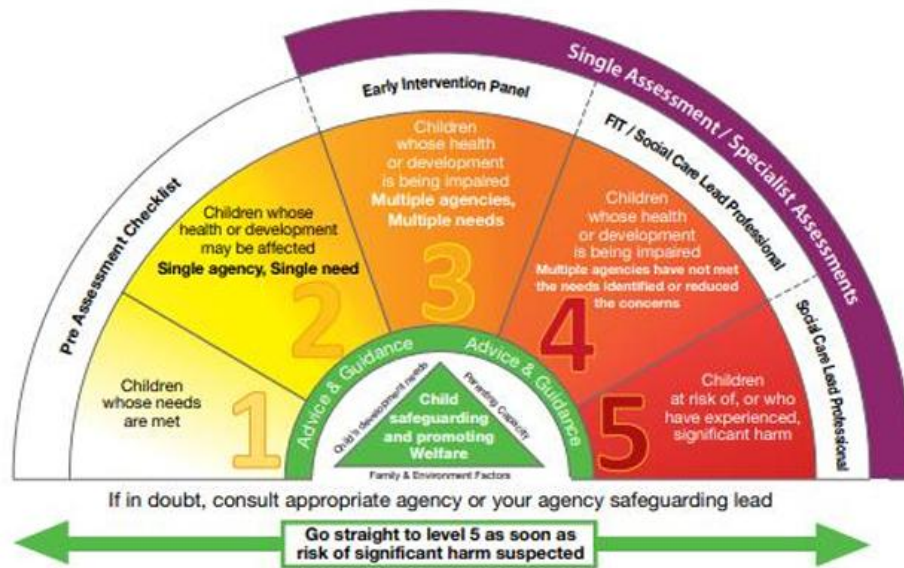 Single Assessment / Specialist Assessments
Pre Assessment Checklist
Early Intervention Panel
FIT / Social Care Lead Professional
Social Care Lead Professional
Children
whose needs
are met
1
Children whose
health or development
may be affected
Single agency, Single need
2
Children
whose health
or development
is being impaired
Multiple agencies,
Multiple needs
3
Children
whose health
or development
is being impaired
Multiple agencies have not met
the needs identified or reduced
the concerns
4
Children
at risk of, or who
have experienced,
significant harm
5
Advice & Guidance
Advice & Guidance
Child's development needs
Parenting Capacity
Child
safeguarding
and promoting
Welfare
Family & Environment Factors
If in doubt, consult appropriate agency or your agency safeguarding lead
Go straight to level 5 as soon as
risk of significant harm suspected